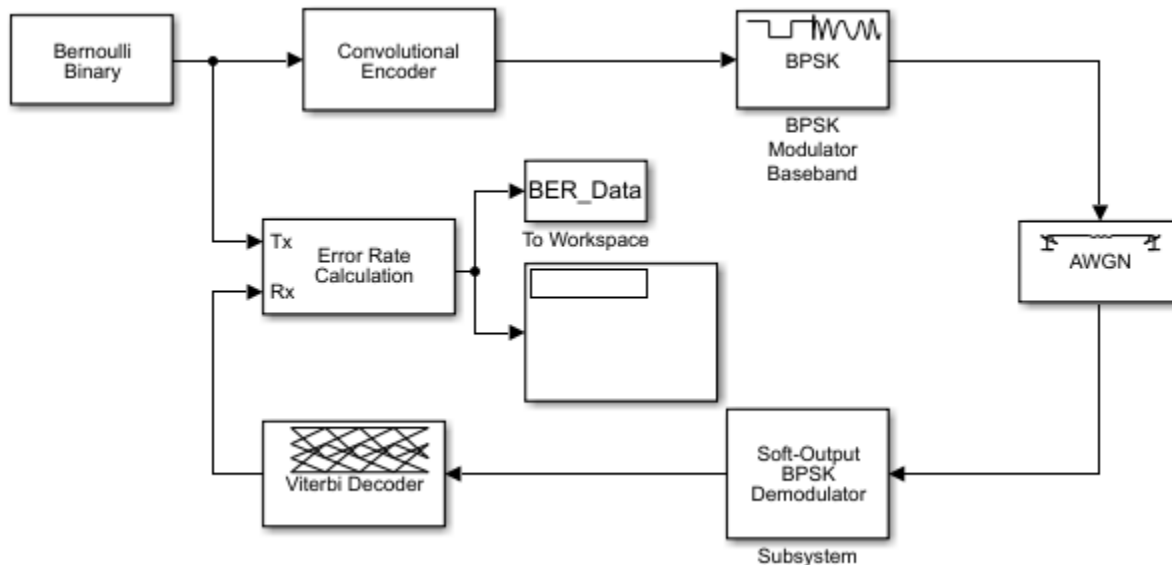 Bernoulli
Binary
Convolutional
Encoder
BPSK
BPSK
Modulator
Baseband
BER_Data
To Workspace
Tx
Rx
Error Rate
Calculation
AWGN
Viterbi Decoder
Soft-Output
BPSK
Demodulator
Subsystem